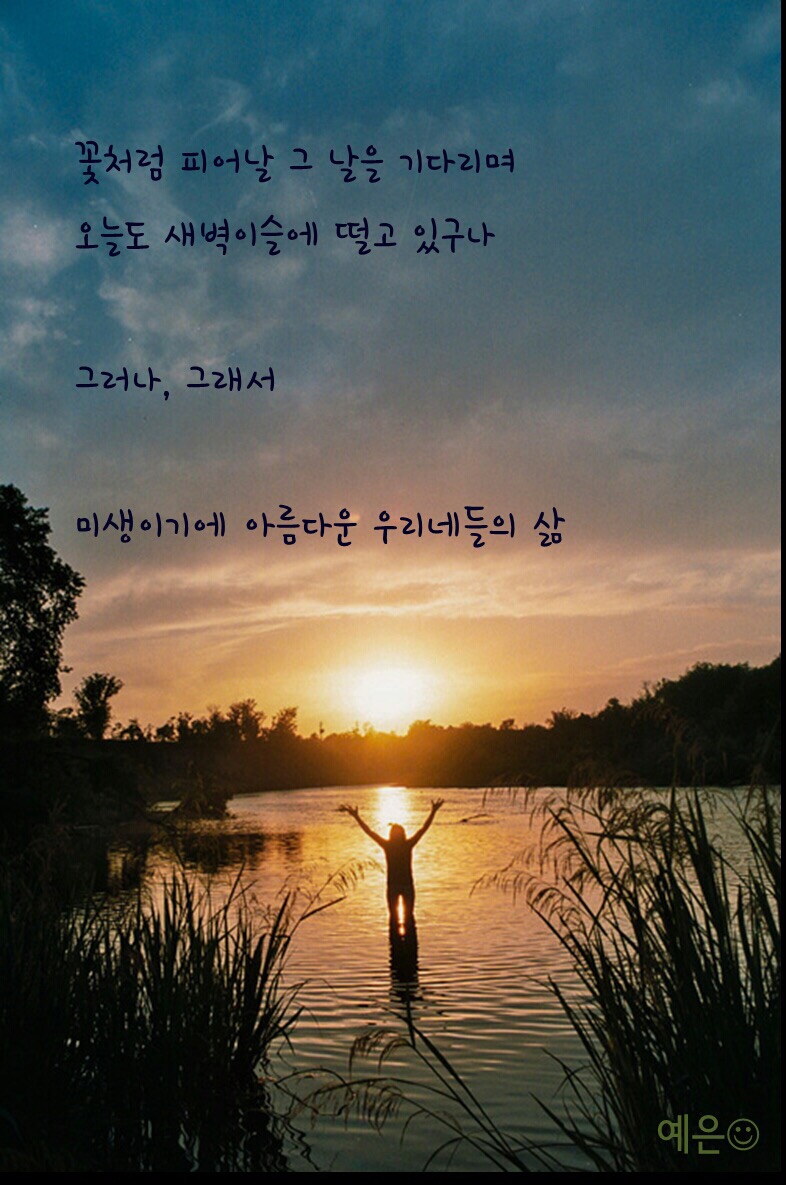 꽃처럼 피어날 그 날을 기다리며
오늘도 새벽이슬에 떨고 있구나
그러나, 그래서
미생이기에 아름다운 우리네들의 삶
예은☺